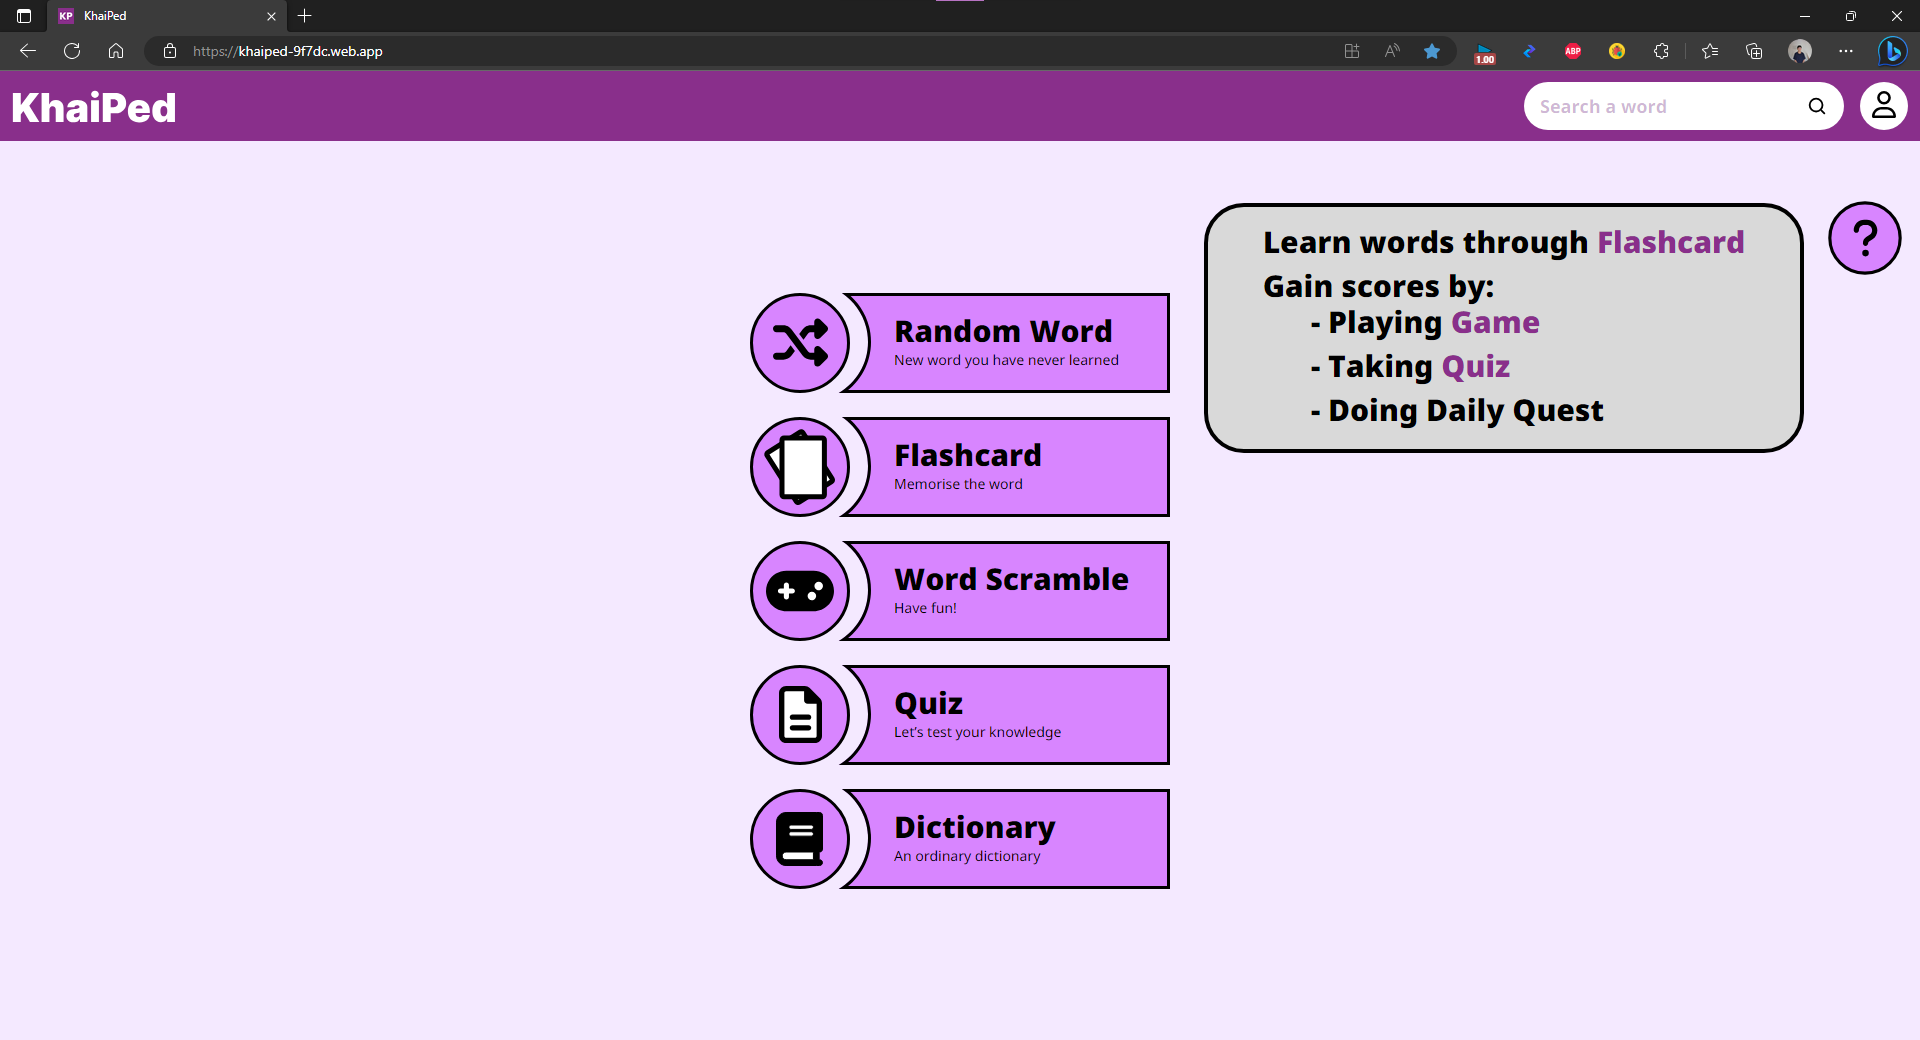 KP KhaiPed
https://khaiped-9f7dc.web.app
1.00
ABP
KhaiPed
Search a word
Learn words through Flashcard
Gain scores by:
- Playing Game
- Taking Quiz
- Doing Daily Quest
?
Random Word
New word you have never learned
Flashcard
Memorise the word
Word Scramble
Have fun!
Quiz
Let's test your knowledge
Dictionary
An ordinary dictionary